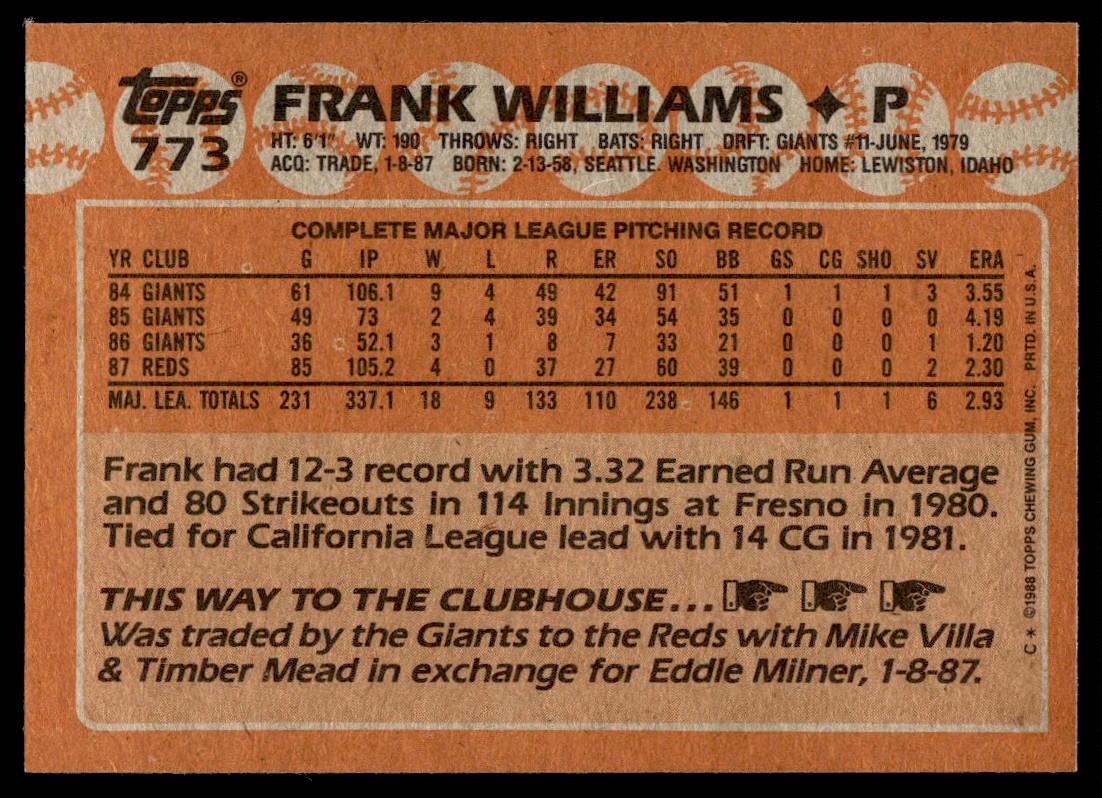 Topps® FRANK WILLIAMS ✦ P
773
HT: 6'1" WT: 190 THROWS: RIGHT BATS: RIGHT DRFT: GIANTS #11-JUNE, 1979
ACQ: TRADE, 1-8-87 BORN: 2-13-58, SEATTLE. WASHINGTON HOME: LEWISTON, IDAHO
COMPLETE MAJOR LEAGUE PITCHING RECORD
YR CLUB G IP W L R ER SO BB GS CG SHO SV ERA
84 GIANTS 61 106.1 9 4 49 42 91 51 1 1 1 3 3.55
85 GIANTS 49 73 2 4 39 34 54 35 0 0 0 0 4.19
86 GIANTS 36 52.1 3 1 8 7 33 21 0 0 0 1 1.20
87 REDS 85 105.2 4 0 37 27 60 39 0 0 0 2 2.30
MAJ. LEA. TOTALS 231 337.1 18 9 133 110 238 146 1 1 1 6 2.93
Frank had 12-3 record with 3.32 Earned Run Average
and 80 Strikeouts in 114 Innings at Fresno in 1980.
Tied for California League lead with 14 CG in 1981.
THIS WAY TO THE CLUBHOUSE...
Was traded by the Giants to the Reds with Mike Villa
& Timber Mead in exchange for Eddie Milner, 1-8-87.
C * ©1988 TOPPS CHEWING GUM, INC. PRTD. IN U.S.A.